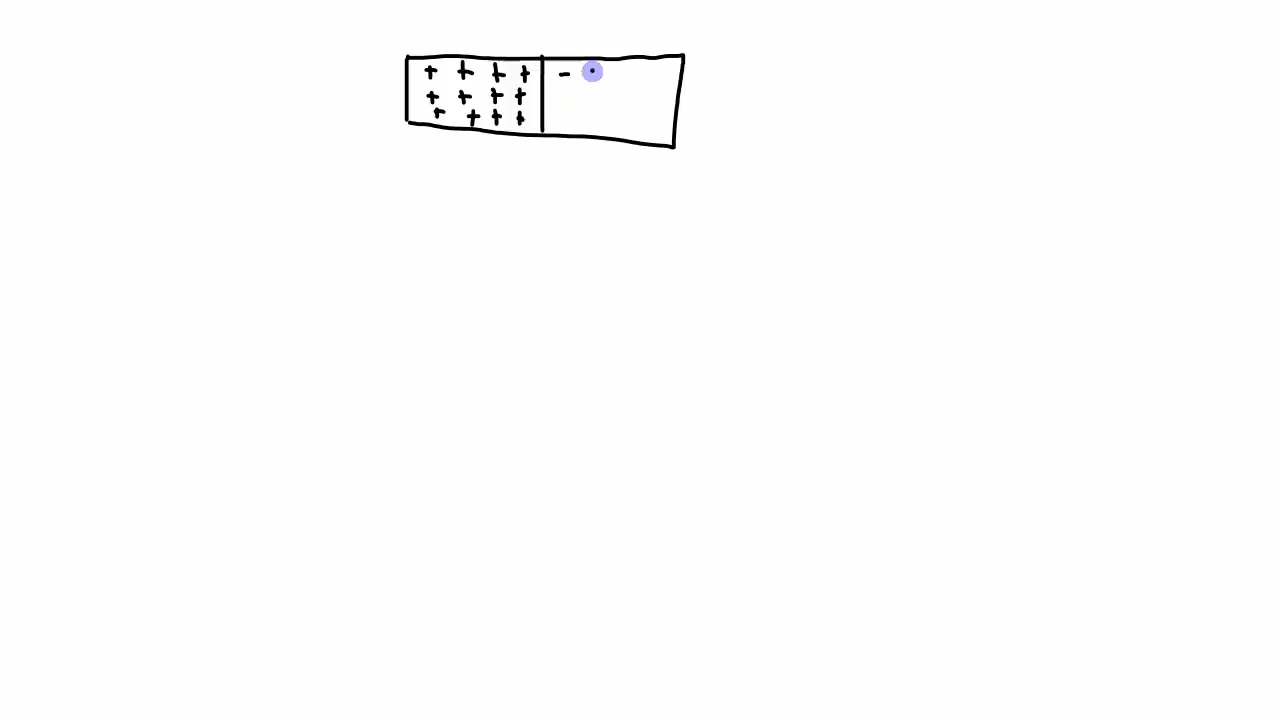 + + + + -
+ + + +
+ + + +